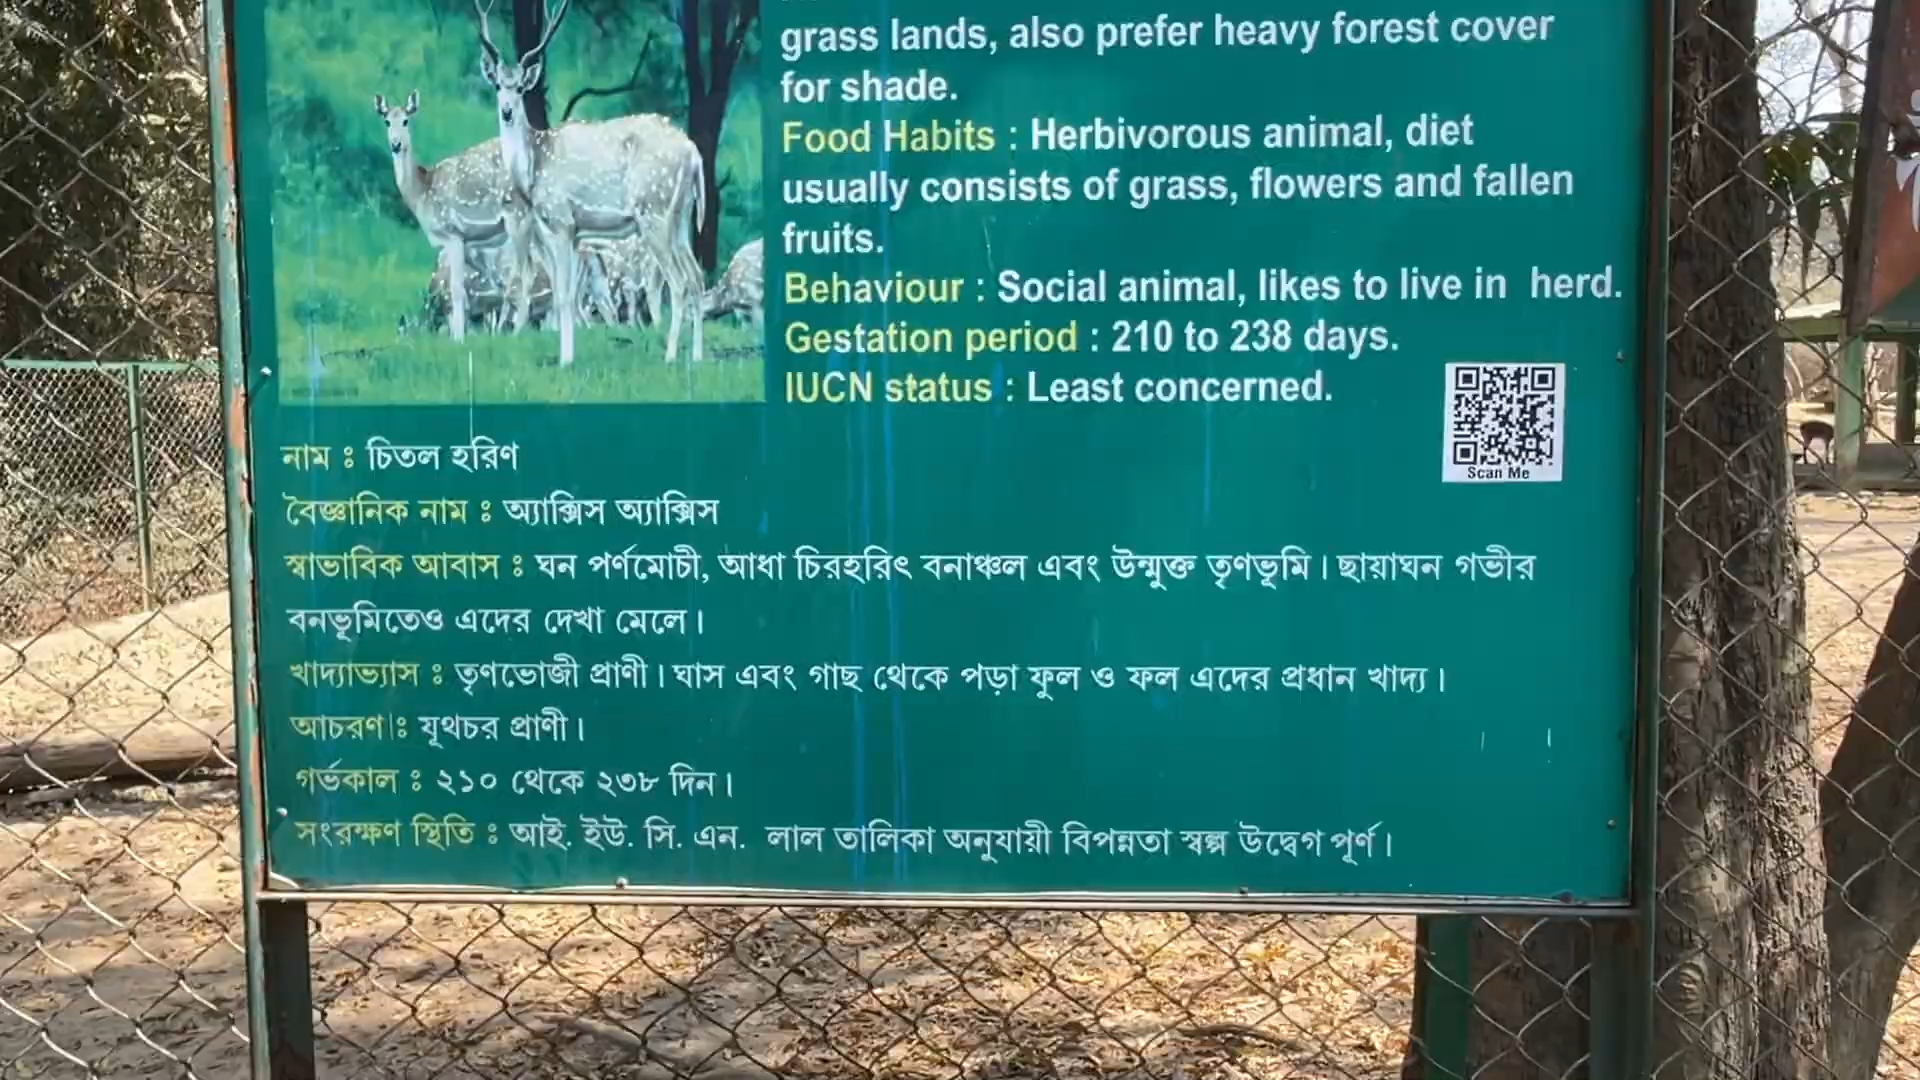 grass lands, also prefer heavy forest cover
for shade.
Food Habits : Herbivorous animal, diet
usually consists of grass, flowers and fallen
fruits.
Behaviour : Social animal, likes to live in herd.
Gestation period : 210 to 238 days.
IUCN status : Least concerned.
Scan Me
নাম ঃ চিতল হরিণ
বৈজ্ঞানিক নাম ঃ অ্যাক্সিস অ্যাক্সিস
স্বাভাবিক আবাস ঃ ঘন পর্ণমোচী, আধা চিরহরিৎ বনাঞ্চল এবং উন্মুক্ত তৃণভূমি। ছায়াঘন গভীর
বনভূমিতেও এদের দেখা মেলে।
খাদ্যাভ্যাস ঃ তৃণভোজী প্রাণী। ঘাস এবং গাছ থেকে পড়া ফুল ও ফল এদের প্রধান খাদ্য।
আচরণ ঃ যূথচর প্রাণী।
গর্ভকাল ঃ ২১০ থেকে ২৩৮ দিন।
সংরক্ষণ স্থিতি ঃ আই. ইউ. সি. এন. লাল তালিকা অনুযায়ী বিপন্নতা স্বল্প উদ্বেগ পূর্ণ।